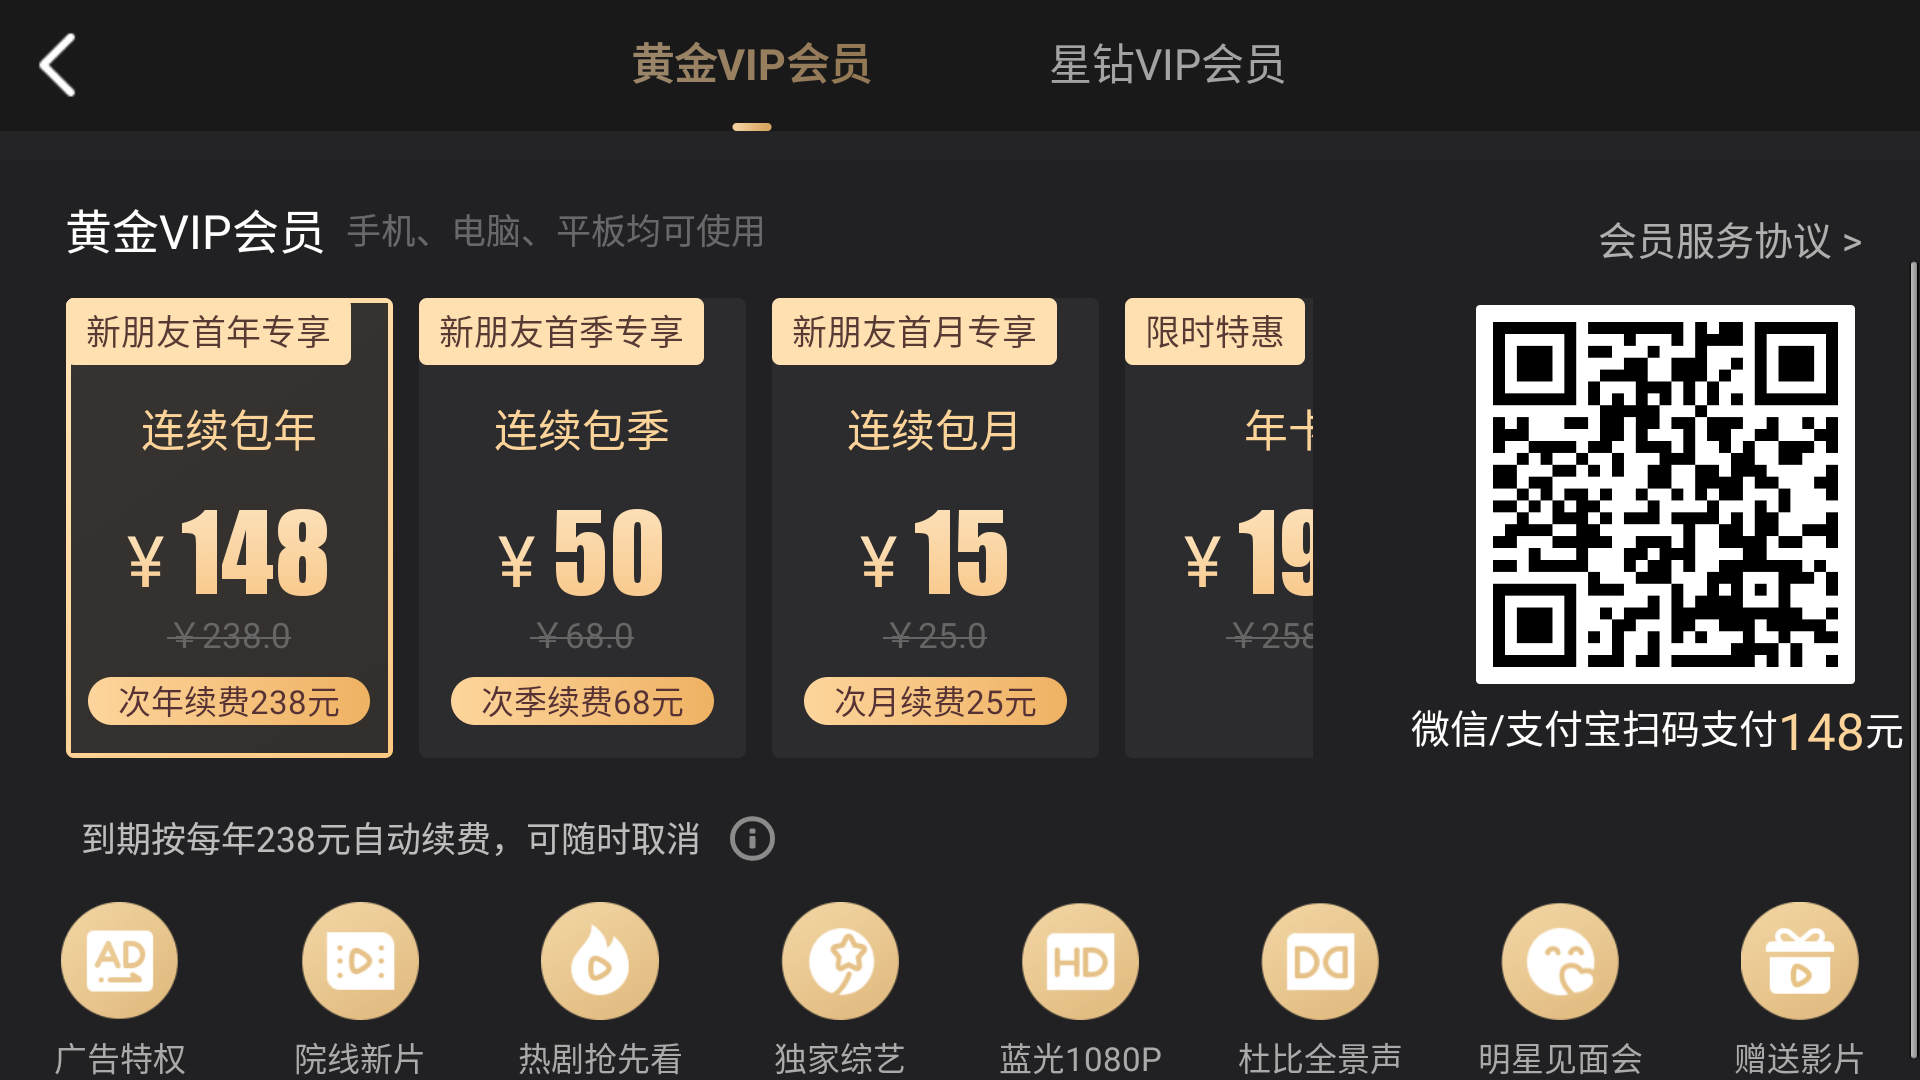 黄金VIP会员 星钻VIP会员
黄金VIP会员 手机、电脑、平板均可使用
会员服务协议 >
新朋友首年专享
连续包年
¥ 148
¥238.0
次年续费238元
新朋友首季专享
连续包季
¥ 50
¥68.0
次季续费68元
新朋友首月专享
连续包月
¥ 15
¥25.0
次月续费25元
限时特惠
年卡
¥ 19
¥258
微信/支付宝扫码支付148元
到期按每年238元自动续费，可随时取消
AD
HD
广告特权 院线新片 热剧抢先看 独家综艺 蓝光1080P 杜比全景声 明星见面会 赠送影片